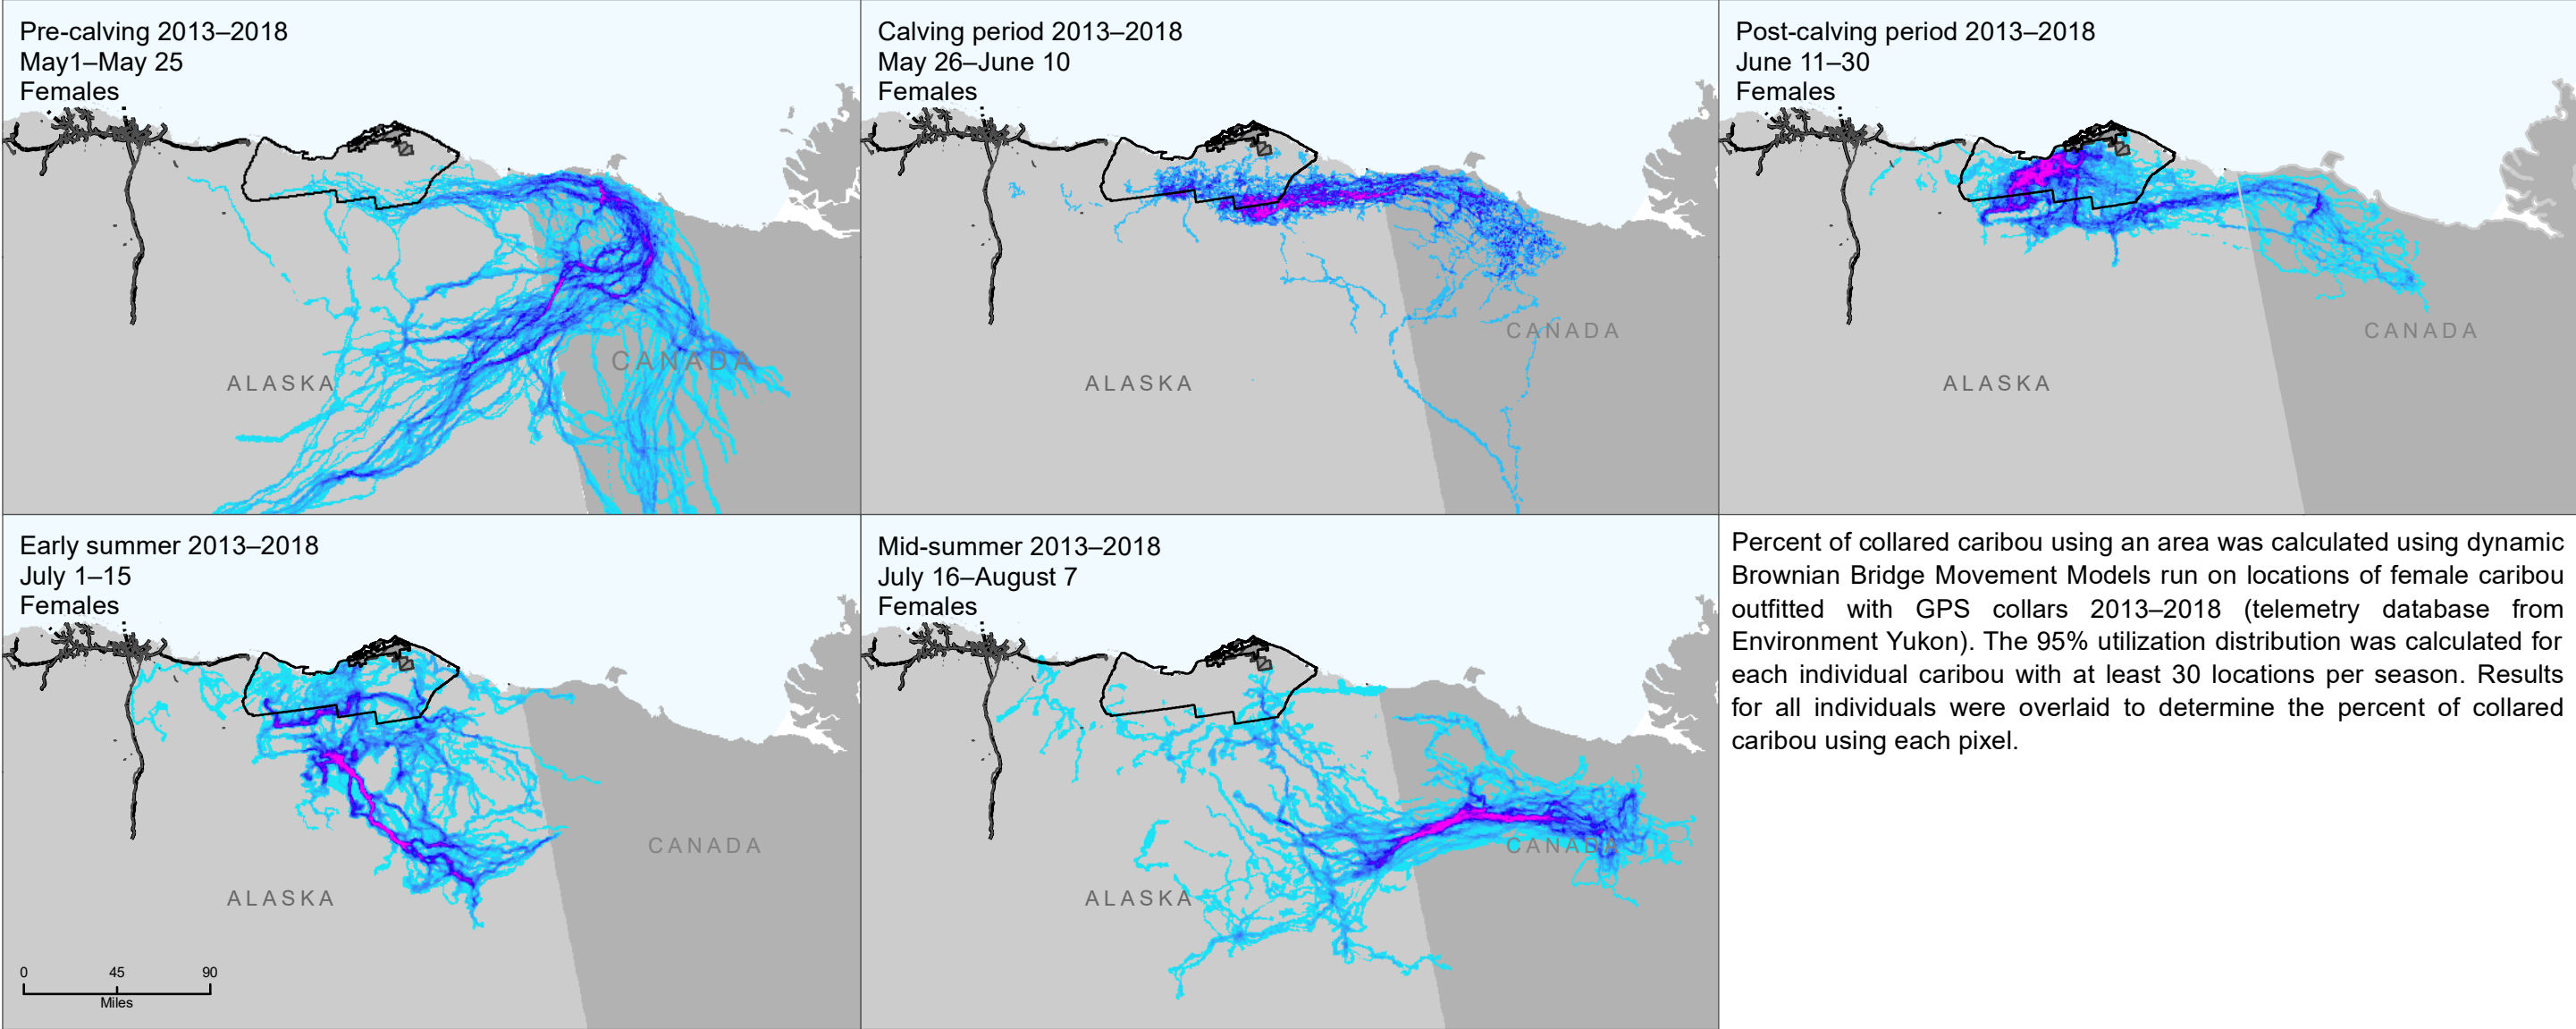 Pre-calving 2013–2018
May1–May 25
Females
ALASKA
CANADA
Calving period 2013–2018
May 26–June 10
Females
CANADA
ALASKA
Post-calving period 2013–2018
June 11–30
Females
CANADA
ALASKA
Early summer 2013–2018
July 1–15
Females
CANADA
ALASKA
0 45 90
Miles
Mid-summer 2013–2018
July 16–August 7
Females
CANADA
ALASKA
Percent of collared caribou using an area was calculated using dynamic
Brownian Bridge Movement Models run on locations of female caribou
outfitted with GPS collars 2013–2018 (telemetry database from
Environment Yukon). The 95% utilization distribution was calculated for
each individual caribou with at least 30 locations per season. Results
for all individuals were overlaid to determine the percent of collared
caribou using each pixel.